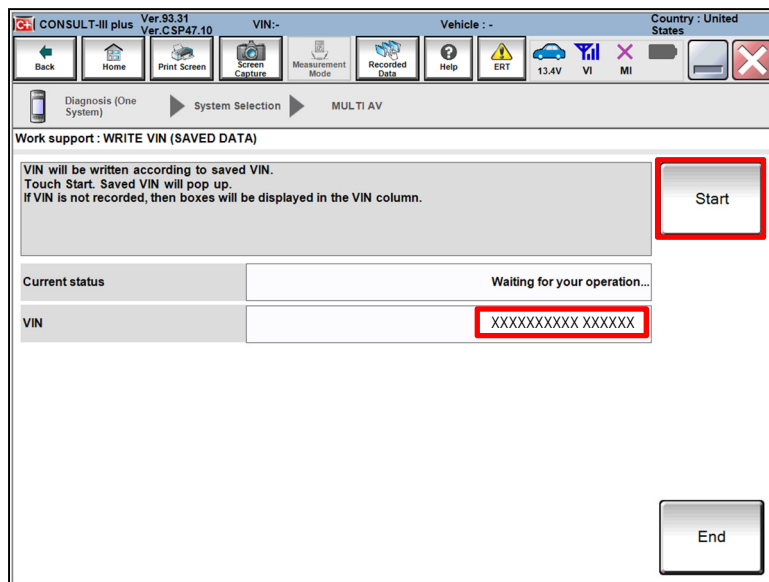 C+ CONSULT-III plus Ver.93.31 VIN:- Vehicle : - Country : United
Ver.CSP47.10 States
Back Home Print Screen Screen Capture Measurement Mode Recorded Data Help ERT 13.4V VI MI
Diagnosis (One System) System Selection MULTI AV
Work support : WRITE VIN (SAVED DATA)
VIN will be written according to saved VIN.
Touch Start. Saved VIN will pop up.
If VIN is not recorded, then boxes will be displayed in the VIN column.
Start
Current status Waiting for your operation...
VIN XXXXXXXXXX XXXXXX
End